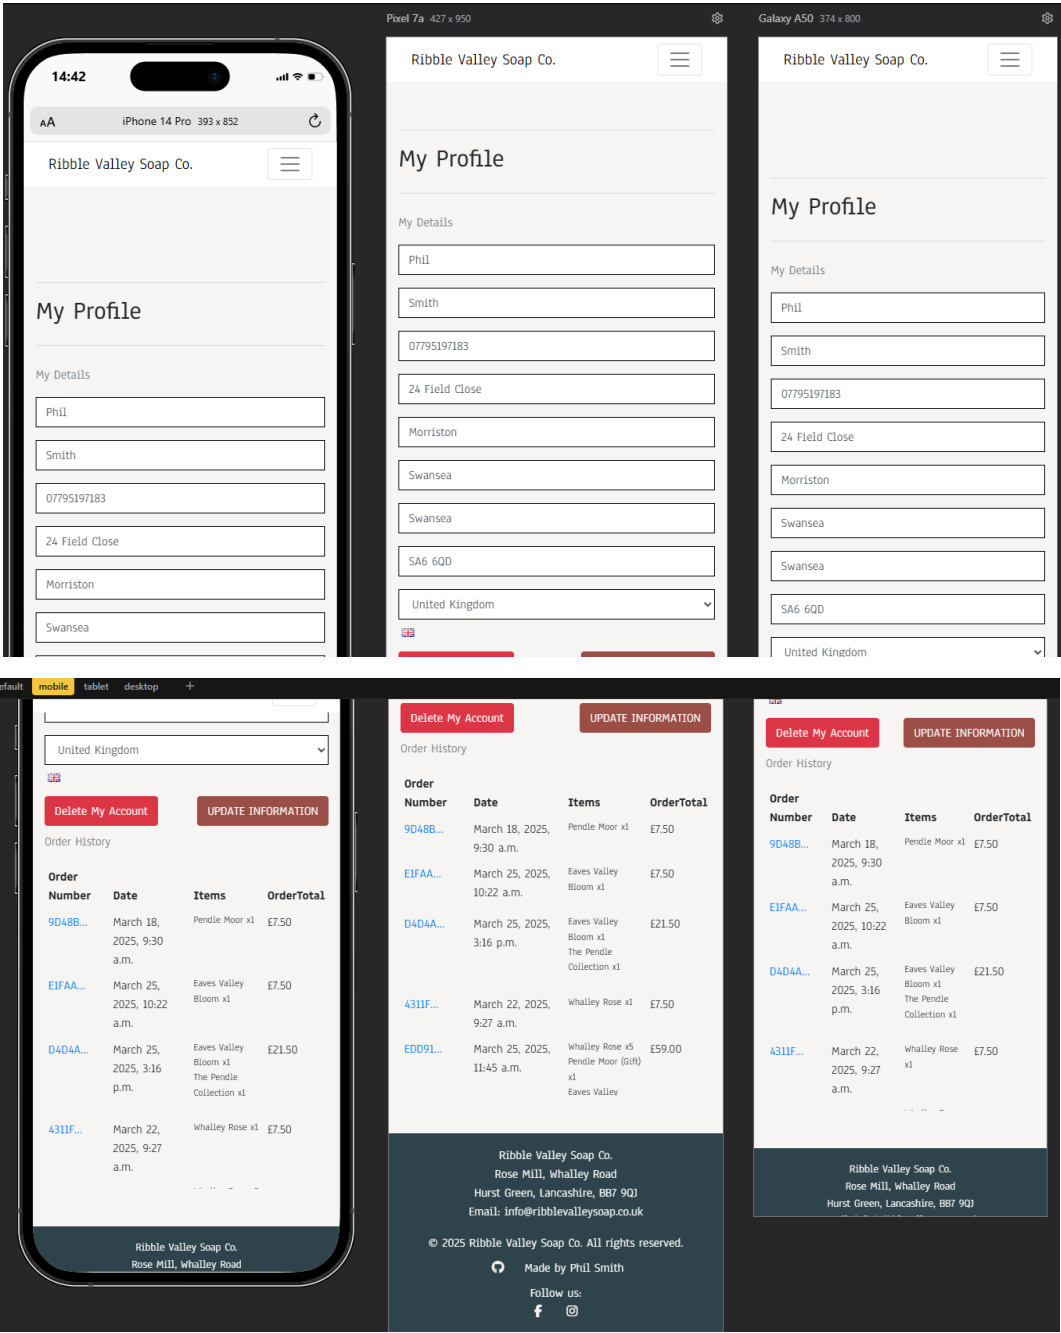 Pixel 7a 427 x 950
Galaxy A50 374 x 800
14:42
AA iPhone 14 Pro 393 x 852
Ribble Valley Soap Co.
My Profile
My Details
Phil
Smith
07795197183
24 Field Close
Morriston
Swansea
Ribble Valley Soap Co.
My Profile
My Details
Phil
Smith
07795197183
24 Field Close
Morriston
Swansea
Swansea
SA6 6QD
United Kingdom
Ribble Valley Soap Co.
My Profile
My Details
Phil
Smith
07795197183
24 Field Close
Morriston
Swansea
Swansea
SA6 6QD
United Kingdom
efault mobile tablet desktop +
United Kingdom
Delete My Account UPDATE INFORMATION
Order History
Order
Number Date Items OrderTotal
9D48B... March 18, Pendle Moor x1 £7.50
2025, 9:30
a.m.
E1FAA... March 25, Eaves Valley £7.50
2025, 10:22 Bloom x1
a.m.
D4D4A... March 25, Eaves Valley £21.50
2025, 3:16 Bloom x1
p.m. The Pendle
Collection x1
4311F... March 22, Whalley Rose x1 £7.50
2025, 9:27
a.m.
Ribble Valley Soap Co.
Rose Mill, Whalley Road
Delete My Account UPDATE INFORMATION
Order History
Order
Number Date Items OrderTotal
9D48B... March 18, 2025, Pendle Moor x1 £7.50
9:30 a.m.
E1FAA... March 25, 2025, Eaves Valley £7.50
10:22 a.m. Bloom x1
D4D4A... March 25, 2025, Eaves Valley £21.50
3:16 p.m. Bloom x1
The Pendle
Collection x1
4311F... March 22, 2025, Whalley Rose x1 £7.50
9:27 a.m.
EDD91... March 25, 2025, Whalley Rose x5 £59.00
11:45 a.m. Pendle Moor (Gift)
x1
Eaves Valley
Ribble Valley Soap Co.
Rose Mill, Whalley Road
Hurst Green, Lancashire, BB7 9QJ
Email: info@ribblevalleysoap.co.uk
© 2025 Ribble Valley Soap Co. All rights reserved.
Made by Phil Smith
Follow us:
Delete My Account UPDATE INFORMATION
Order History
Order
Number Date Items OrderTotal
9D48B... March 18, Pendle Moor x1 £7.50
2025, 9:30
a.m.
E1FAA... March 25, Eaves Valley £7.50
2025, 10:22 Bloom x1
a.m.
D4D4A... March 25, Eaves Valley £21.50
2025, 3:16 Bloom x1
p.m. The Pendle
Collection x1
4311F... March 22, Whalley Rose £7.50
2025, 9:27 x1
a.m.
Ribble Valley Soap Co.
Rose Mill, Whalley Road
Hurst Green, Lancashire, BB7 9QJ